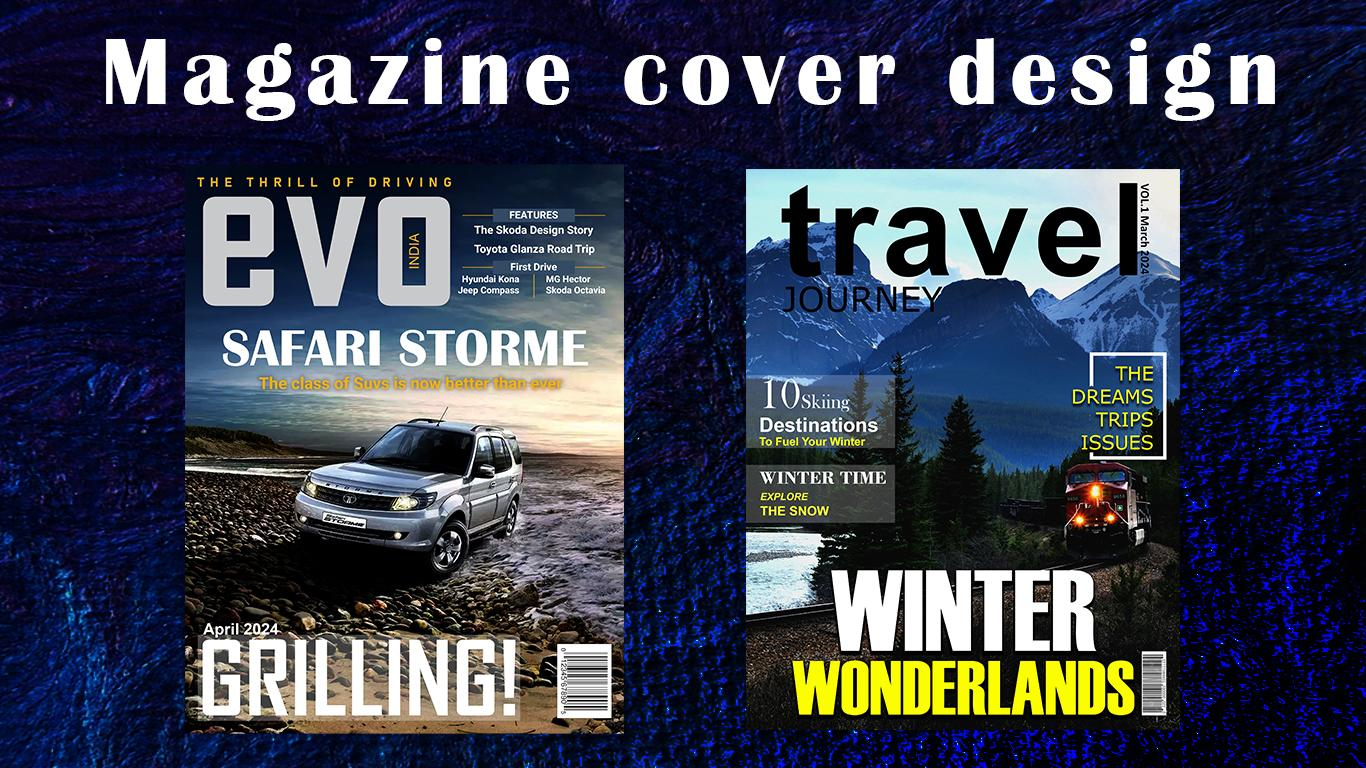 Magazine cover design
THE THRILL OF DRIVING
evo
INDIA
FEATURES
The Skoda Design Story
Toyota Glanza Road Trip
First Drive
Hyundai Kona
Jeep Compass
MG Hector
Skoda Octavia
SAFARI STORME
The class of Suvs is now better than ever
STORME
April 2024
GRILLING!
travel
VOL.1 March 2024
JOURNEY
THE
DREAMS
TRIPS
ISSUES
10 Skiing
Destinations
To Fuel Your Winter
WINTER TIME
EXPLORE
THE SNOW
WINTER
WONDERLANDS